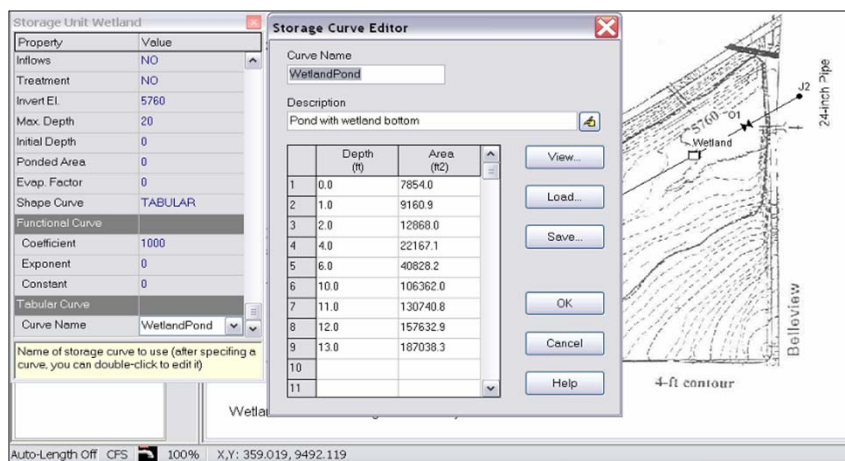 Storage Unit Wetland
Property Value
Inflows NO
Treatment NO
Invert El. 5760
Max. Depth 20
Initial Depth 0
Ponded Area 0
Evap. Factor 0
Shape Curve TABULAR
Functional Curve
Coefficient 1000
Exponent 0
Constant 0
Tabular Curve
Curve Name WetlandPond
Name of storage curve to use (after specifing a
curve, you can double-click to edit it)
Storage Curve Editor
Curve Name
WetlandPond
Description
Pond with wetland bottom
Depth Area
(ft) (ft2)
1 0.0 7854.0
2 1.0 9160.9
3 2.0 12868.0
4 4.0 22167.1
5 6.0 40828.2
6 10.0 106362.0
7 11.0 130740.8
8 12.0 157632.9
9 13.0 187038.3
10
11
View...
Load...
Save...
OK
Cancel
Help
J2
24-inch Pipe
O1
5760
Wetland
Belleview
4-ft contour
Wetla
Auto-Length Off CFS 100% X,Y: 359.019, 9492.119